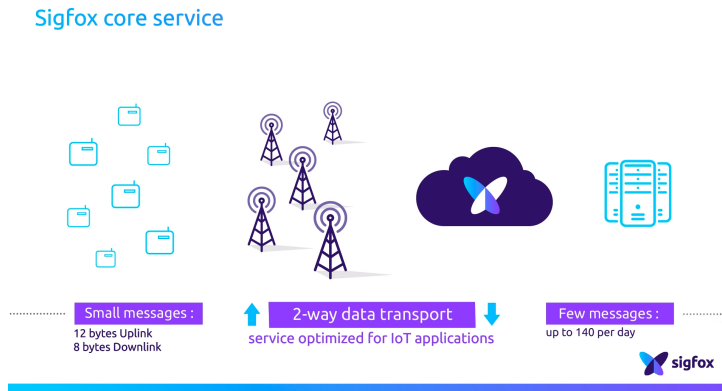 Sigfox core service
Small messages :
12 bytes Uplink
8 bytes Downlink
2-way data transport
service optimized for IoT applications
Few messages :
up to 140 per day
sigfox